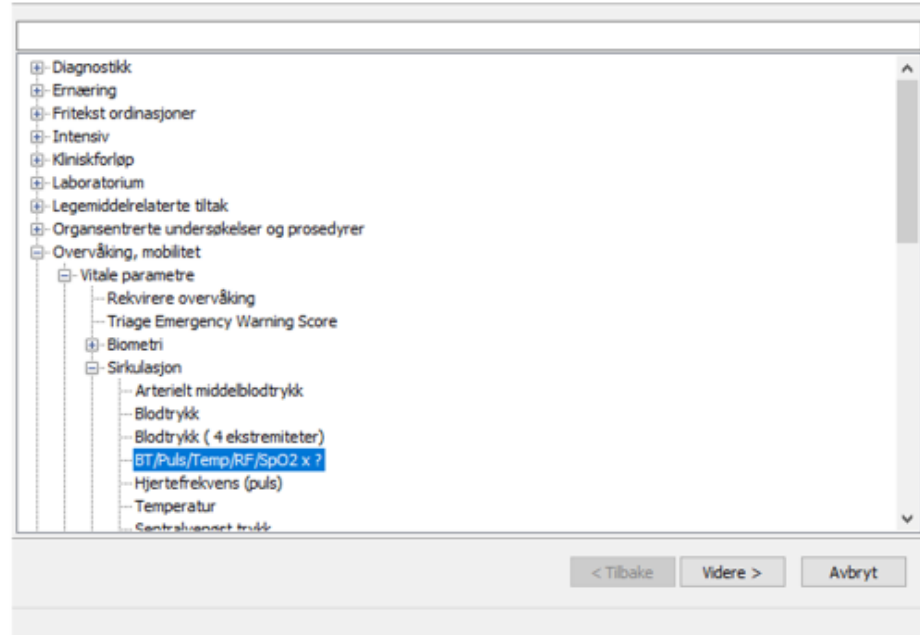 Diagnostikk
Ernæring
Fritekst ordinasjoner
Intensiv
Kliniskforløp
Laboratorium
Legemiddelrelaterte tiltak
Organsentrerte undersøkelser og prosedyrer
Overvåking, mobilitet
Vitale parametre
Rekvirere overvåking
Triage Emergency Warning Score
Biometri
Sirkulasjon
Arterielt middelblodtrykk
Blodtrykk
Blodtrykk ( 4 ekstremiteter)
BT/Puls/Temp/RF/SpO2 x ?
Hjertefrekvens (puls)
Temperatur
Sentralvenøst trykk
< Tilbake Videre > Avbryt